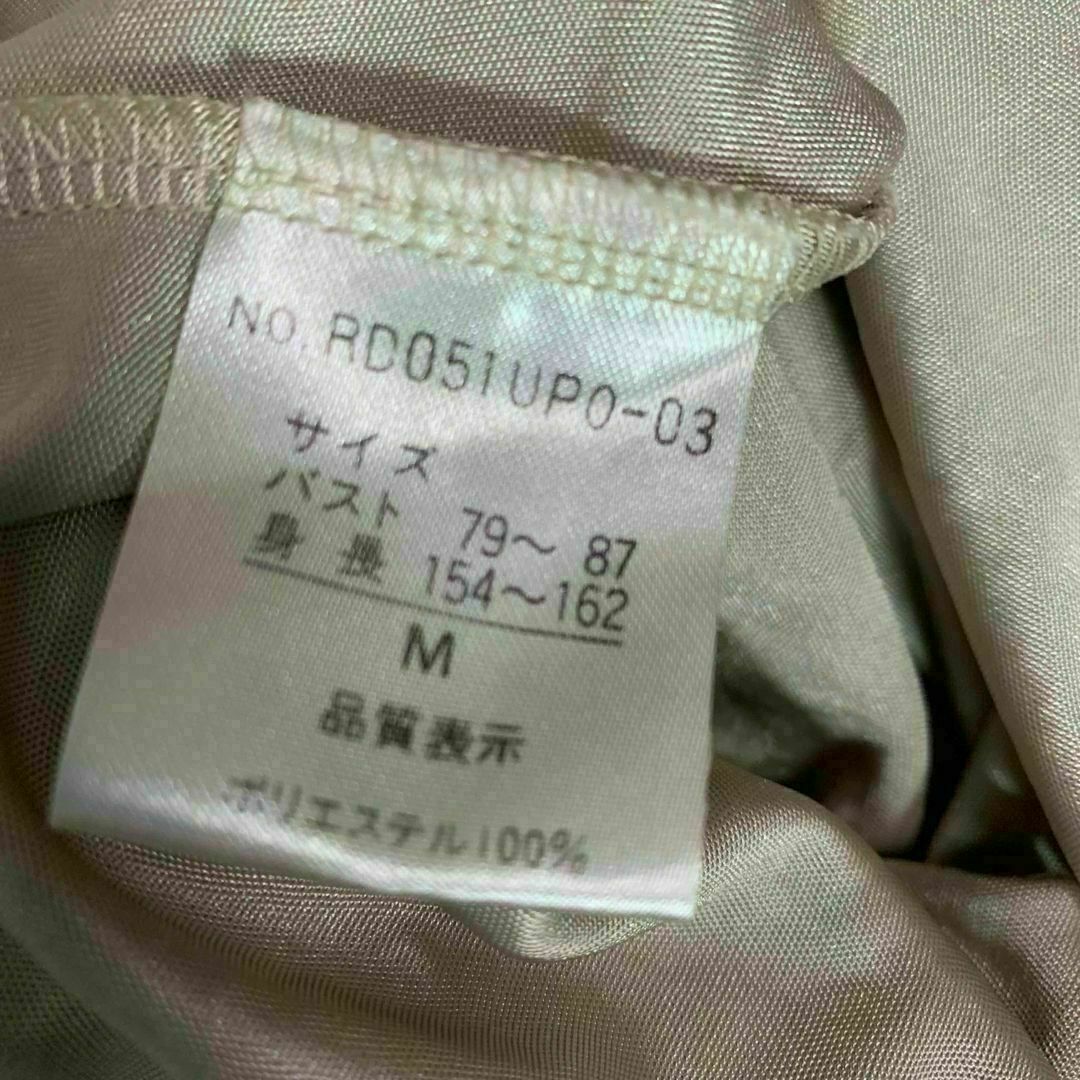 No.RD051UPO-03
サイズ
バスト 79～ 87
身長 154～162
M
品質表示
ポリエステル100%